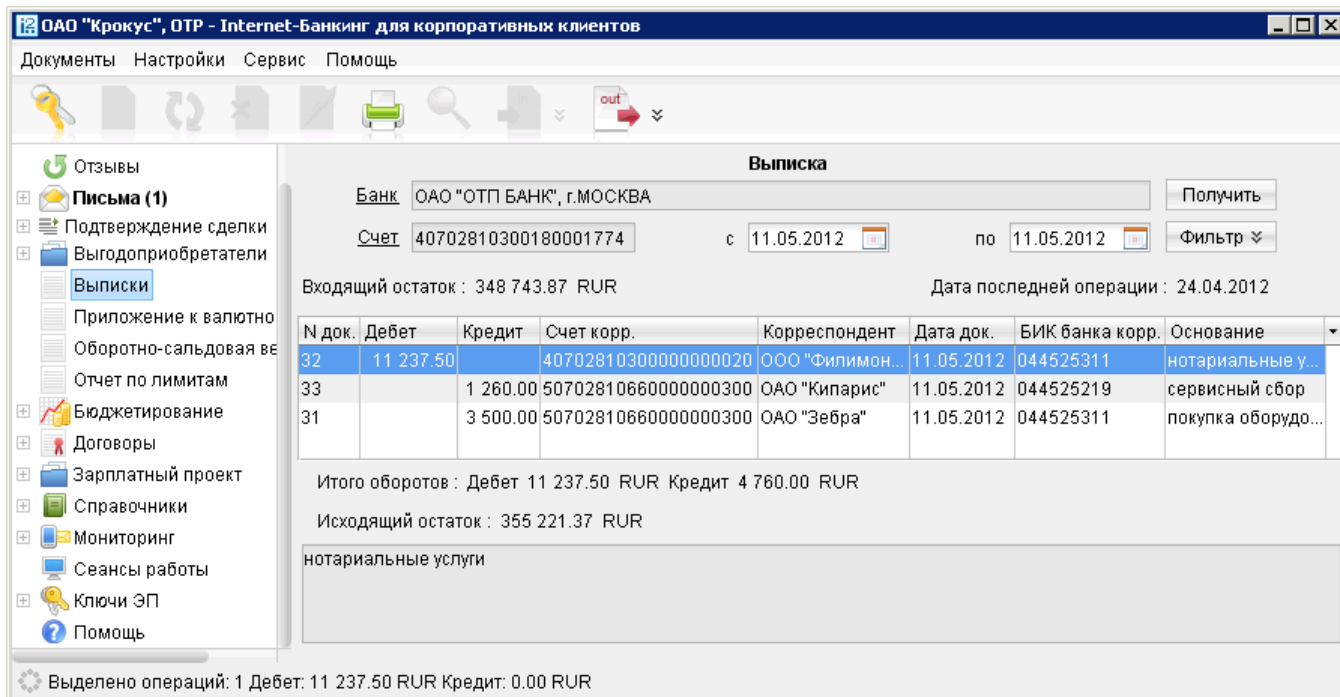 ОАО "Крокус", OTP - Internet-Банкинг для корпоративных клиентов
Документы Настройки Сервис Помощь
in out
Отзывы
Письма (1)
Подтверждение сделки
Выгодоприобретатели
Выписки
Приложение к валютно
Оборотно-сальдовая ве
Отчет по лимитам
Бюджетирование
Договоры
Зарплатный проект
Справочники
Мониторинг
Сеансы работы
Ключи ЭП
Помощь
Выписка
Банк ОАО "ОТП БАНК", г.МОСКВА Получить
Счет 40702810300180001774 с 11.05.2012 по 11.05.2012 Фильтр
Входящий остаток : 348 743.87 RUR Дата последней операции : 24.04.2012
N док. Дебет Кредит Счет корр. Корреспондент Дата док. БИК банка корр. Основание
32 11 237.50 40702810300000000020 ООО "Филимон... 11.05.2012 044525311 нотариальные у...
33 1 260.00 50702810660000000300 ОАО "Кипарис" 11.05.2012 044525219 сервисный сбор
31 3 500.00 50702810660000000300 ОАО "Зебра" 11.05.2012 044525311 покупка оборудо...
Итого оборотов : Дебет 11 237.50 RUR Кредит 4 760.00 RUR
Исходящий остаток : 355 221.37 RUR
нотариальные услуги
Выделено операций: 1 Дебет: 11 237.50 RUR Кредит: 0.00 RUR